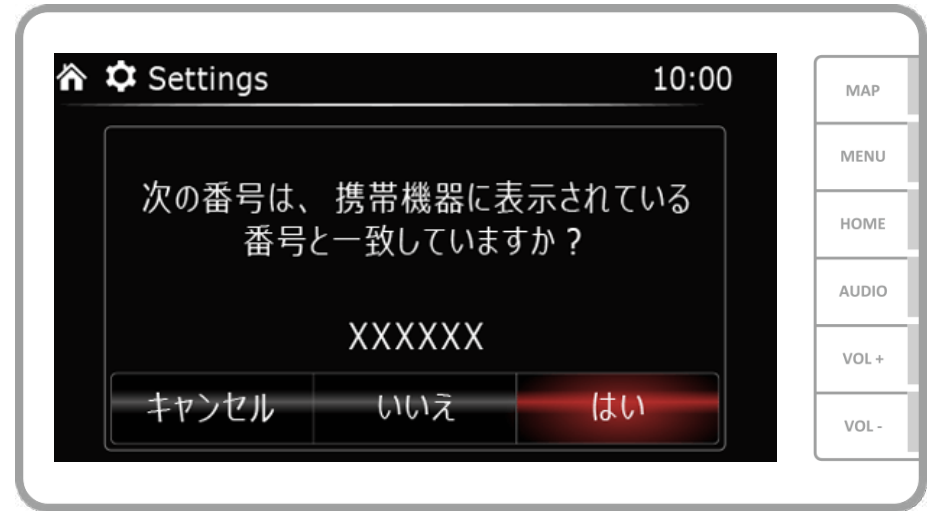 Settings 10:00
次の番号は、携帯機器に表示されている
番号と一致していますか？
XXXXXX
キャンセル いいえ はい
MAP
MENU
HOME
AUDIO
VOL +
VOL -